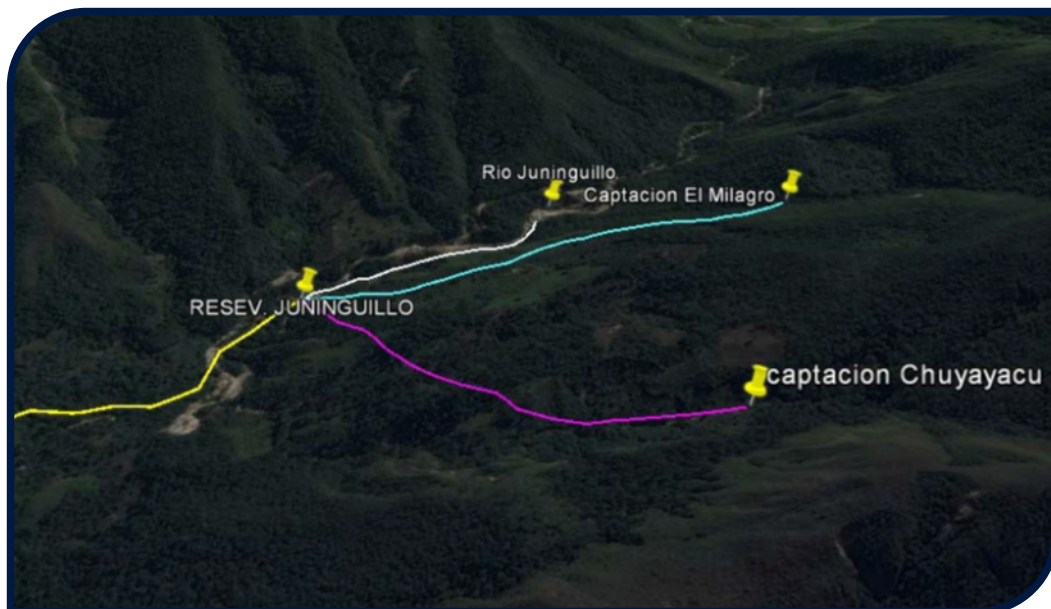 Rio Juninguillo
Captacion El Milagro
RESEV. JUNINGUILLO
captacion Chuyayacu